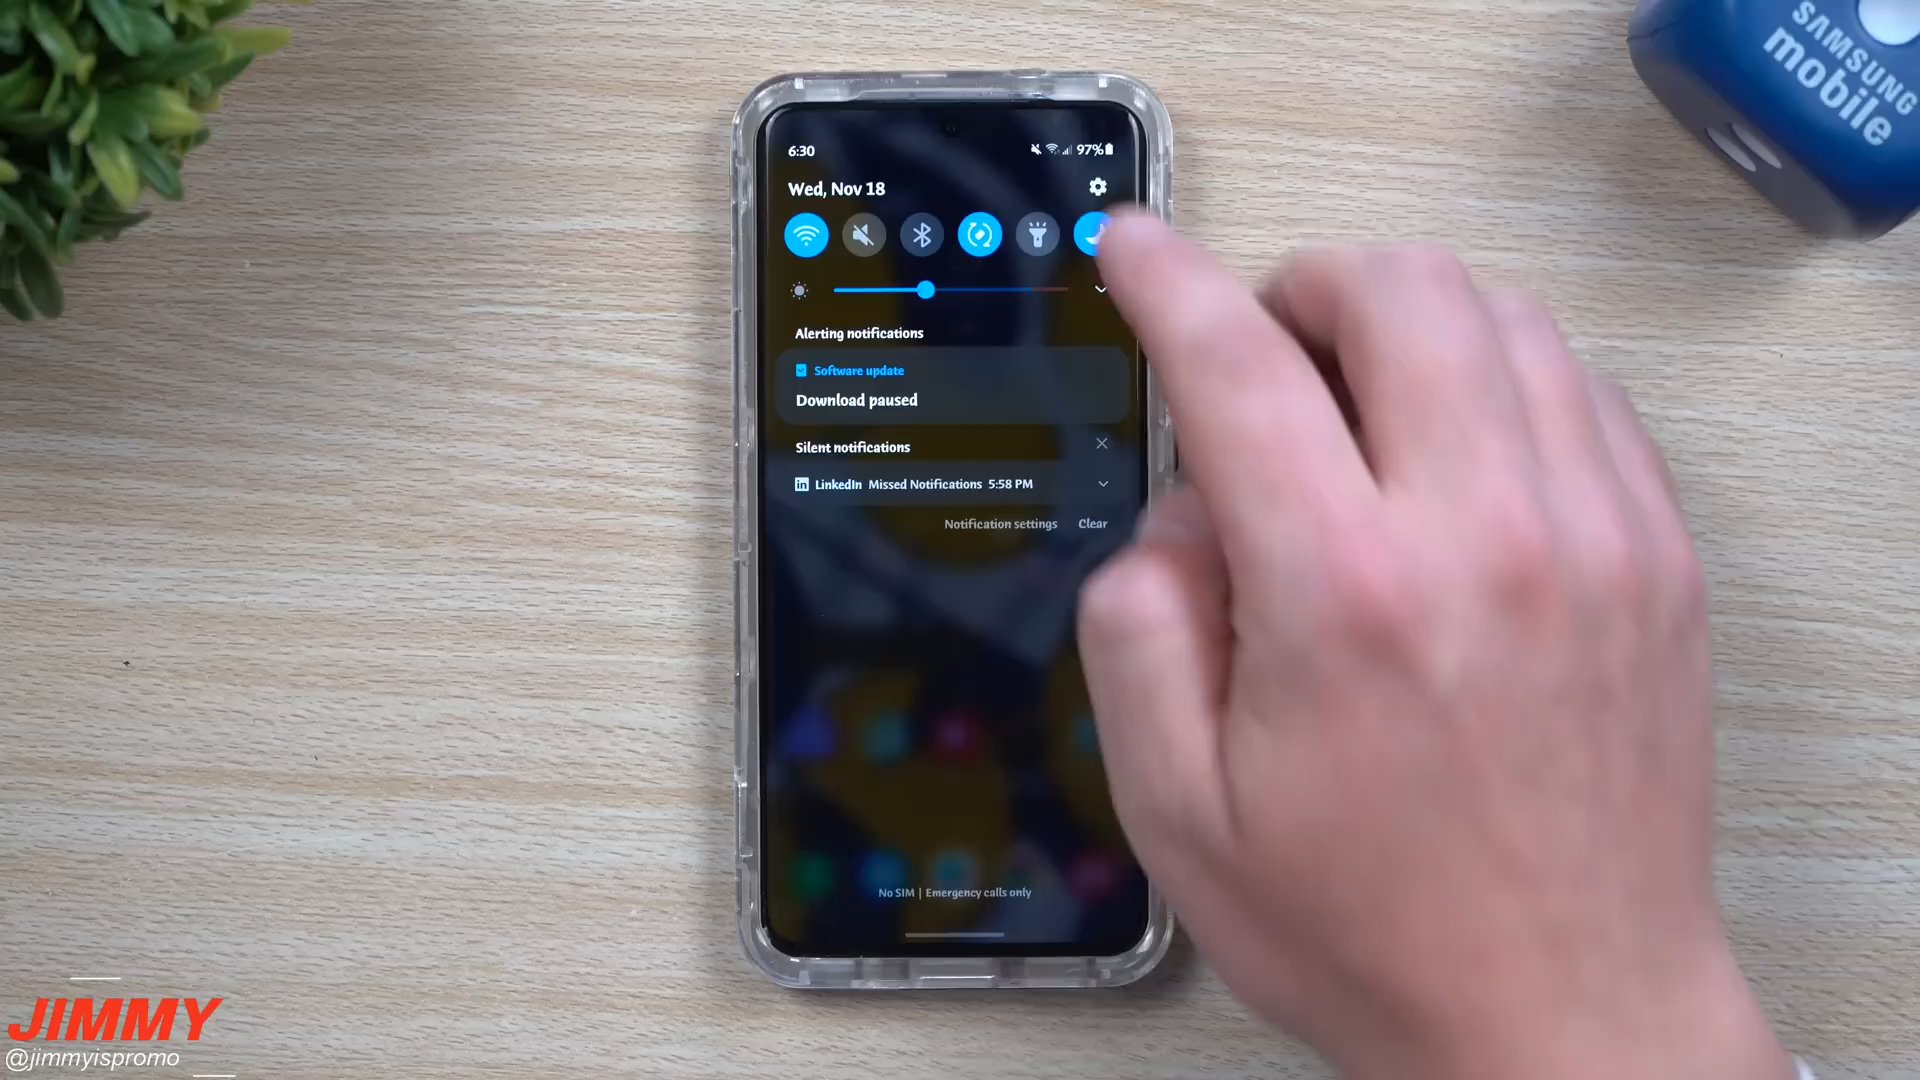 SAMSUNG
mobile
6:30
97%
Wed, Nov 18
Alerting notifications
Software update
Download paused
Silent notifications
LinkedIn Missed Notifications 5:58 PM
Notification settings Clear
No SIM | Emergency calls only
JIMMY
@jimmyispromo